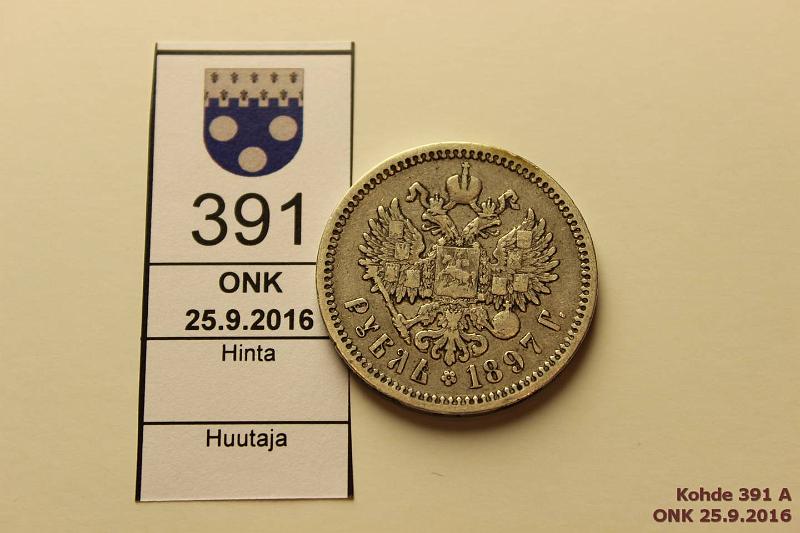 391
ONK
25.9.2016
Hinta
Huutaja
РУБЛЬ 1897 Г.
Kohde 391 A
ONK 25.9.2016